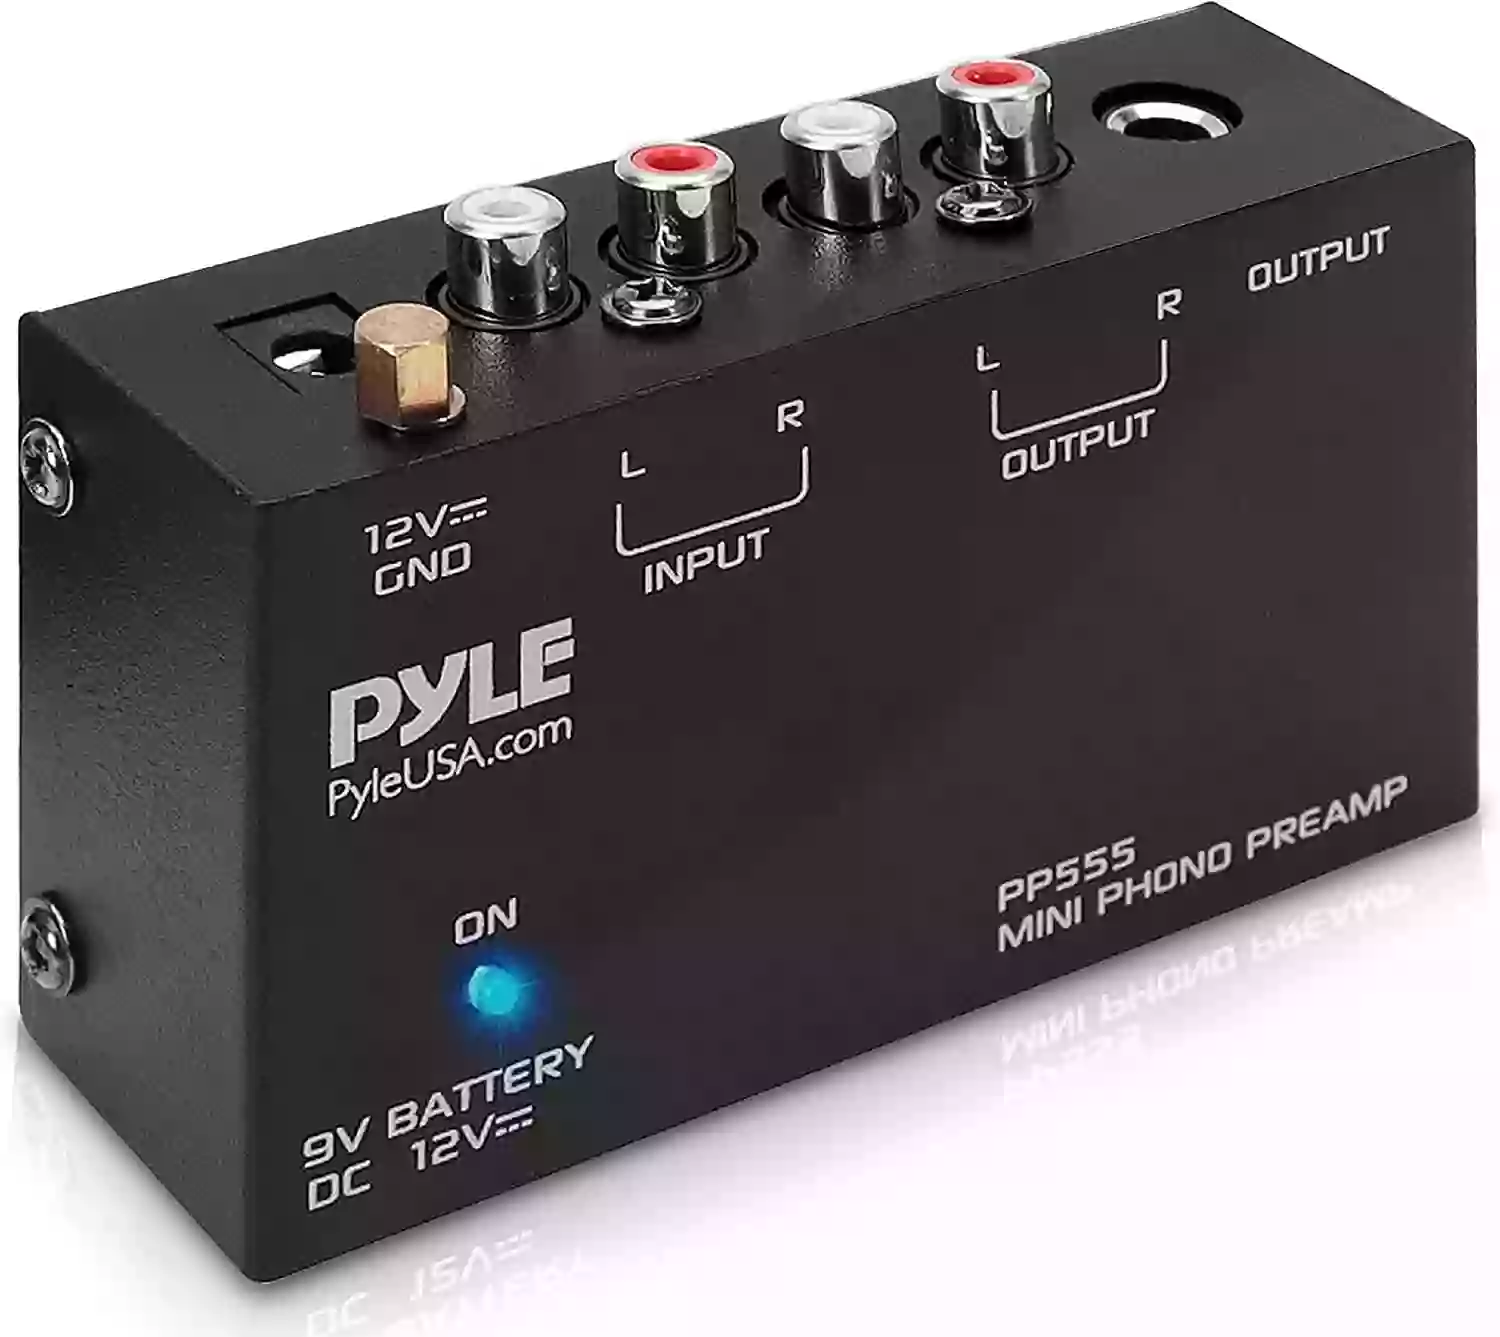 OUTPUT
L R
OUTPUT
L R
INPUT
12V
GND
PYLE
PyleUSA.com
PP555
MINI PHONO PREAMP
ON
9V BATTERY
DC 12V